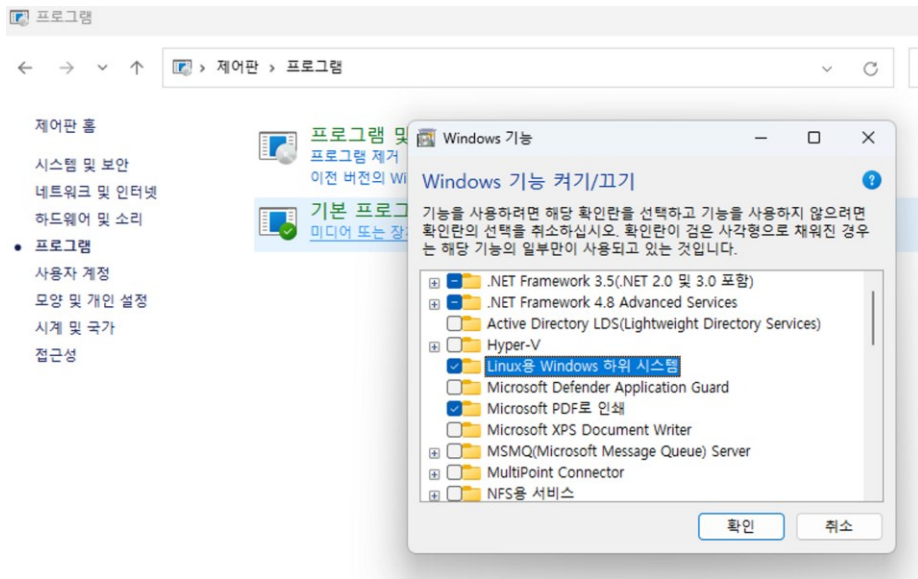 프로그램
제어판 > 프로그램
제어판 홈
시스템 및 보안
네트워크 및 인터넷
하드웨어 및 소리
프로그램
사용자 계정
모양 및 개인 설정
시계 및 국가
접근성
프로그램 및
프로그램 제거
이전 버전의 Wi
기본 프로그
미디어 또는 장
Windows 기능
Windows 기능 켜기/끄기
기능을 사용하려면 해당 확인란을 선택하고 기능을 사용하지 않으려면
확인란의 선택을 취소하십시오. 확인란이 검은 사각형으로 채워진 경우
는 해당 기능의 일부만이 사용되고 있는 것입니다.
.NET Framework 3.5(.NET 2.0 및 3.0 포함)
.NET Framework 4.8 Advanced Services
Active Directory LDS(Lightweight Directory Services)
Hyper-V
Linux용 Windows 하위 시스템
Microsoft Defender Application Guard
Microsoft PDF로 인쇄
Microsoft XPS Document Writer
MSMQ(Microsoft Message Queue) Server
MultiPoint Connector
NFS용 서비스
확인
취소